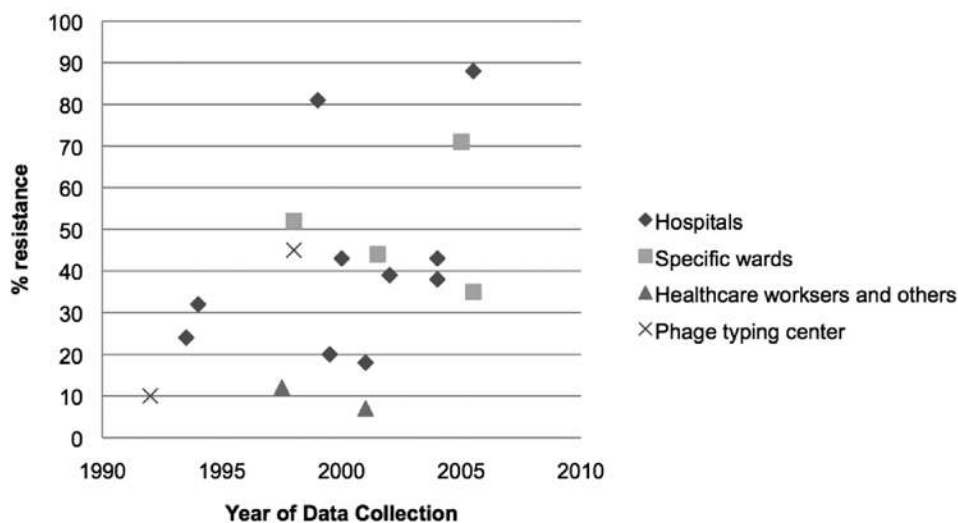 100
90
80
70
60
50
40
30
20
10
0
% resistance
1990 1995 2000 2005 2010
Year of Data Collection
Hospitals
Specific wards
Healthcare worksers and others
Phage typing center